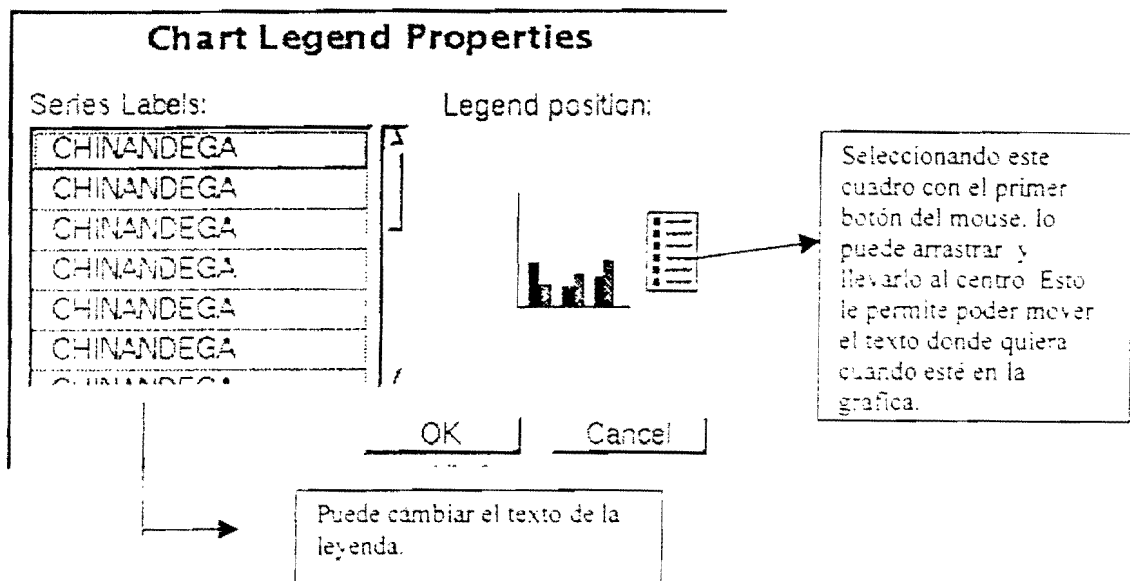 Chart Legend Properties
Series Labels:
Legend position:
CHINANDEGA
CHINANDEGA
CHINANDEGA
CHINANDEGA
CHINANDEGA
CHINANDEGA
CHINANDEGA
OK
Cancel
Seleccionando este
cuadro con el primer
botón del mouse, lo
puede arrastrar y
llevarlo al centro. Esto
le permite poder mover
el texto donde quiera
cuando esté en la
grafica.
Puede cambiar el texto de la
leyenda.